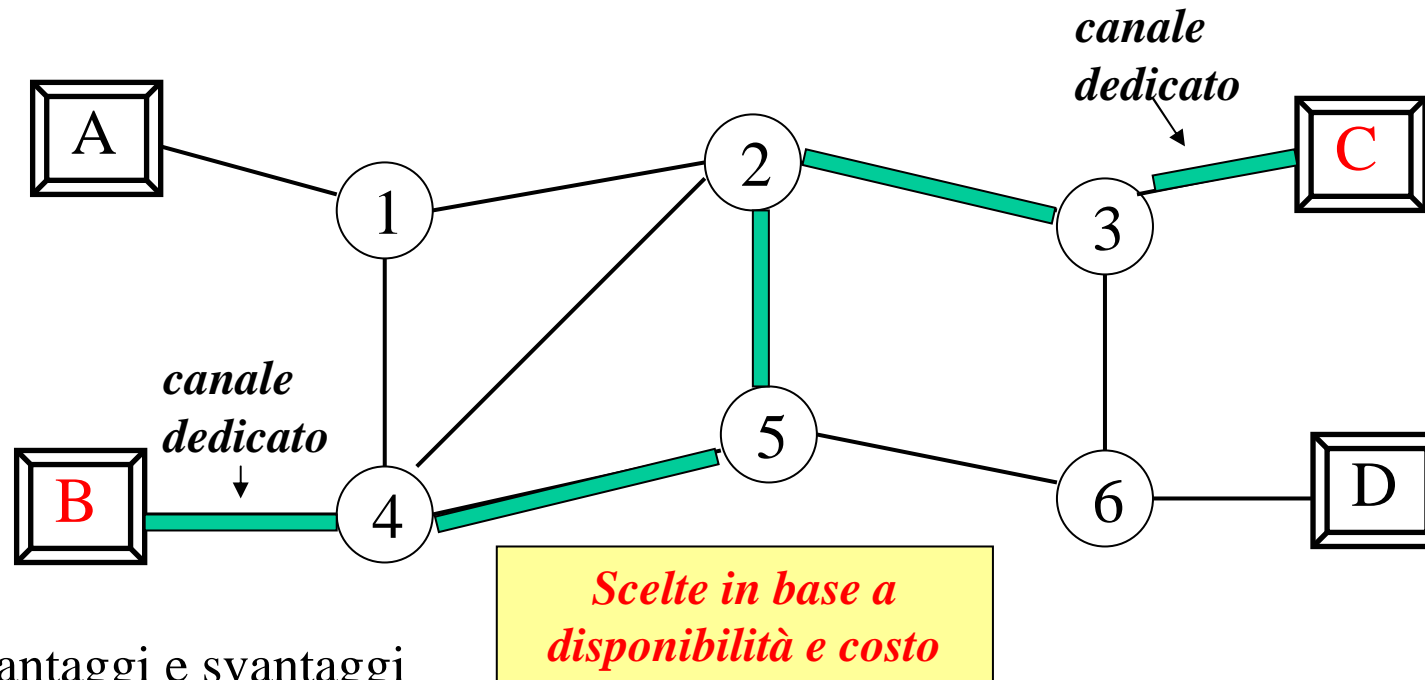 canale
dedicato
A
C
2
1
3
canale
dedicato
5
B
4
6
D
Scelte in base a
disponibilità e costo
antaggi e svantaggi